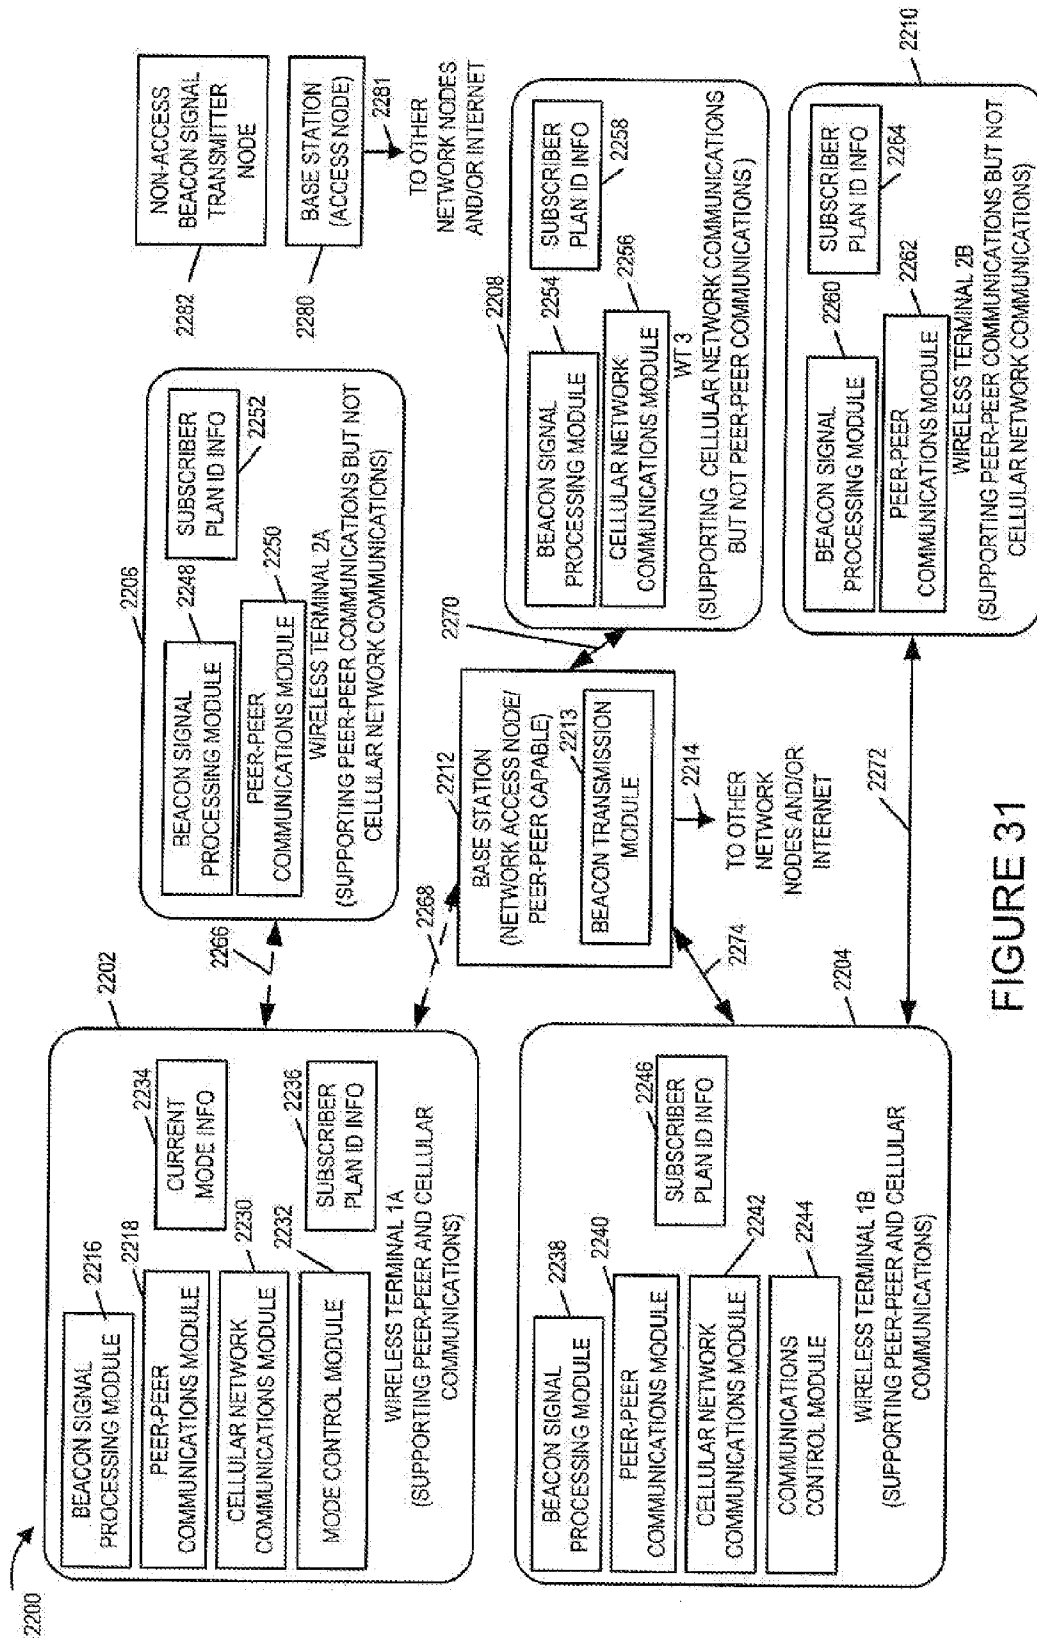 2200
2202
BEACON SIGNAL
PROCESSING MODULE
2216
2218
PEER-PEER
COMMUNICATIONS MODULE
2230
CELLULAR NETWORK
COMMUNICATIONS MODULE
2232
MODE CONTROL MODULE
2234
CURRENT
MODE INFO
2236
SUBSCRIBER
PLAN ID INFO
WIRELESS TERMINAL 1A
(SUPPORTING PEER-PEER AND CELLULAR
COMMUNICATIONS)
2266
2268
2206
BEACON SIGNAL
PROCESSING MODULE
2248
SUBSCRIBER
PLAN ID INFO
2252
PEER-PEER
COMMUNICATIONS MODULE
2250
WIRELESS TERMINAL 2A
(SUPPORTING PEER-PEER COMMUNICATIONS BUT NOT
CELLULAR NETWORK COMMUNICATIONS)
2282
NON-ACCESS
BEACON SIGNAL
TRANSMITTER
NODE
2280
BASE STATION
(ACCESS NODE)
2281
TO OTHER
NETWORK NODES
AND/OR INTERNET
2212
BASE STATION
(NETWORK ACCESS NODE/
PEER-PEER CAPABLE)
2213
BEACON TRANSMISSION
MODULE
2214
TO OTHER
NETWORK
NODES AND/OR
INTERNET
2270
2208
BEACON SIGNAL
PROCESSING MODULE
2254
SUBSCRIBER
PLAN ID INFO
2258
CELLULAR NETWORK
COMMUNICATIONS MODULE
2256
WT 3
(SUPPORTING CELLULAR NETWORK COMMUNICATIONS
BUT NOT PEER-PEER COMMUNICATIONS )
2274
2204
BEACON SIGNAL
PROCESSING MODULE
2238
2240
PEER-PEER
COMMUNICATIONS MODULE
2242
CELLULAR NETWORK
COMMUNICATIONS MODULE
2244
COMMUNICATIONS
CONTROL MODULE
2246
SUBSCRIBER
PLAN ID INFO
WIRELESS TERMINAL 1B
(SUPPORTING PEER-PEER AND CELLULAR
COMMUNICATIONS)
2272
2210
BEACON SIGNAL
PROCESSING MODULE
2260
SUBSCRIBER
PLAN ID INFO
2264
PEER-PEER
COMMUNICATIONS MODULE
2262
WIRELESS TERMINAL 2B
(SUPPORTING PEER-PEER COMMUNICATIONS BUT NOT
CELLULAR NETWORK COMMUNICATIONS)
FIGURE 31